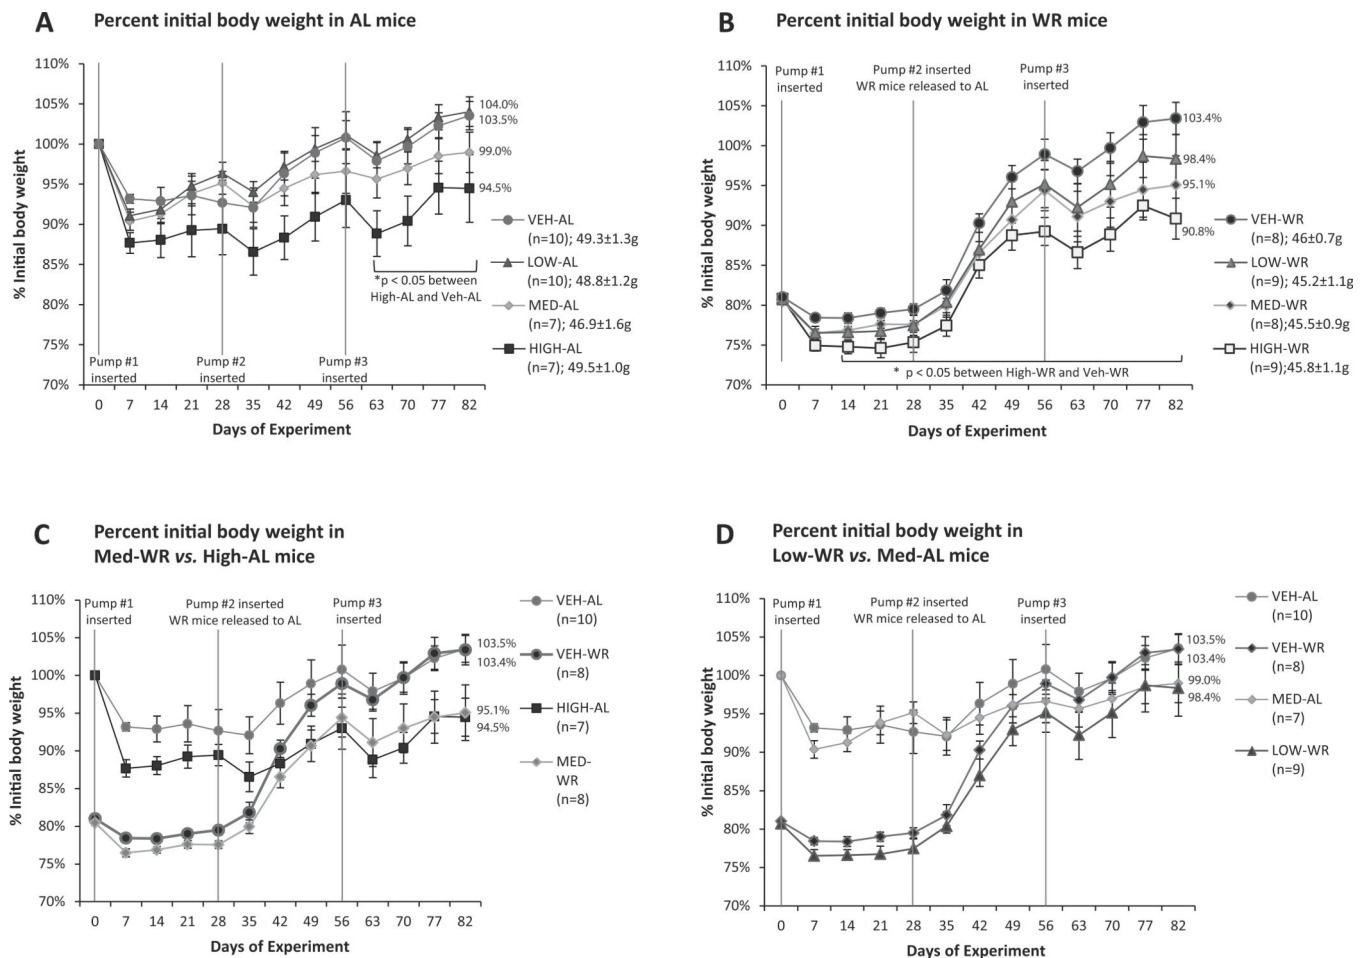 A
Percent initial body weight in AL mice
110%
105%
100%
95%
90%
85%
80%
75%
70%
% Initial body weight
104.0%
103.5%
99.0%
94.5%
VEH-AL
(n=10); 49.3±1.3g
LOW-AL
(n=10); 48.8±1.2g
MED-AL
(n=7); 46.9±1.6g
HIGH-AL
(n=7); 49.5±1.0g
*p < 0.05 between
High-AL and Veh-AL
Pump #1
inserted
Pump #2
inserted
Pump #3
inserted
0 7 14 21 28 35 42 49 56 63 70 77 82
Days of Experiment
B
Percent initial body weight in WR mice
110%
105%
100%
95%
90%
85%
80%
75%
70%
% Initial body weight
Pump #1
inserted
Pump #2 inserted
WR mice released to AL
Pump #3
inserted
103.4%
98.4%
95.1%
90.8%
VEH-WR
(n=8); 46±0.7g
LOW-WR
(n=9); 45.2±1.1g
MED-WR
(n=8);45.5±0.9g
HIGH-WR
(n=9);45.8±1.1g
* p < 0.05 between High-WR and Veh-WR
0 7 14 21 28 35 42 49 56 63 70 77 82
Days of Experiment
C
Percent initial body weight in
Med-WR vs. High-AL mice
110%
105%
100%
95%
90%
85%
80%
75%
70%
% Initial body weight
Pump #1
inserted
Pump #2 inserted
WR mice released to AL
Pump #3
inserted
103.5%
103.4%
95.1%
94.5%
VEH-AL
(n=10)
VEH-WR
(n=8)
HIGH-AL
(n=7)
MED-
WR
(n=8)
0 7 14 21 28 35 42 49 56 63 70 77 82
Days of Experiment
D
Percent initial body weight in
Low-WR vs. Med-AL mice
110%
105%
100%
95%
90%
85%
80%
75%
70%
% Initial body weight
Pump #1
inserted
Pump #2 inserted
WR mice released to AL
Pump #3
inserted
103.5%
103.4%
99.0%
98.4%
VEH-AL
(n=10)
VEH-WR
(n=8)
MED-AL
(n=7)
LOW-WR
(n=9)
0 7 14 21 28 35 42 49 56 63 70 77 82
Days of Experiment